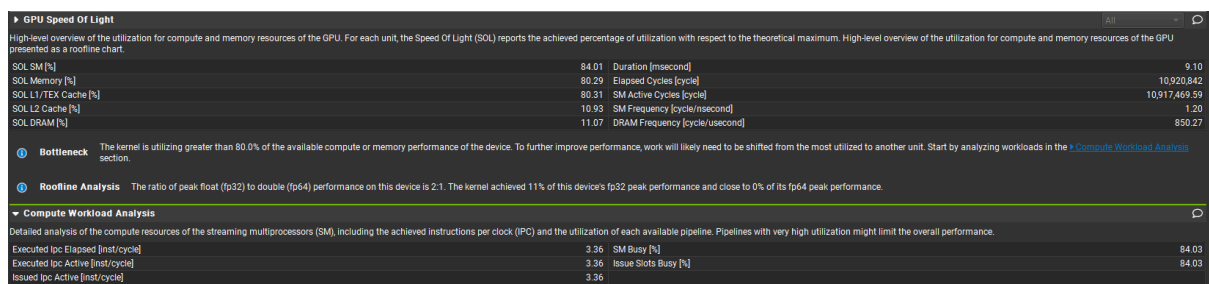 GPU Speed Of Light
All
High-level overview of the utilization for compute and memory resources of the GPU. For each unit, the Speed Of Light (SOL) reports the achieved percentage of utilization with respect to the theoretical maximum. High-level overview of the utilization for compute and memory resources of the GPU
presented as a roofline chart.
SOL SM [%] 84.01 Duration [msecond] 9.10
SOL Memory [%] 80.29 Elapsed Cycles [cycle] 10,920,842
SOL L1/TEX Cache [%] 80.31 SM Active Cycles [cycle] 10,917,469.59
SOL L2 Cache [%] 10.93 SM Frequency [cycle/nsecond] 1.20
SOL DRAM [%] 11.07 DRAM Frequency [cycle/usecond] 850.27
Bottleneck The kernel is utilizing greater than 80.0% of the available compute or memory performance of the device. To further improve performance, work will likely need to be shifted from the most utilized to another unit. Start by analyzing workloads in the Compute Workload Analysis
section.
Roofline Analysis The ratio of peak float (fp32) to double (fp64) performance on this device is 2:1. The kernel achieved 11% of this device's fp32 peak performance and close to 0% of its fp64 peak performance.
Compute Workload Analysis
Detailed analysis of the compute resources of the streaming multiprocessors (SM), including the achieved instructions per clock (IPC) and the utilization of each available pipeline. Pipelines with very high utilization might limit the overall performance.
Executed Ipc Elapsed [inst/cycle] 3.36 SM Busy [%] 84.03
Executed Ipc Active [inst/cycle] 3.36 Issue Slots Busy [%] 84.03
Issued Ipc Active [inst/cycle] 3.36